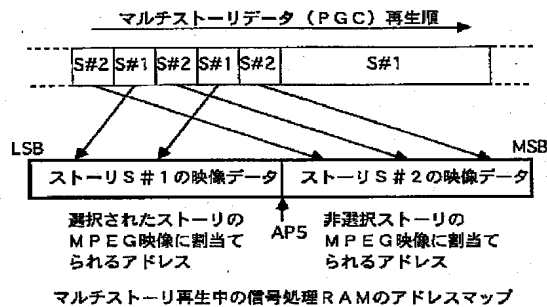 マルチストーリデータ（PGC）再生順
S#2 S#1 S#2 S#1 S#2 S#1
LSB MSB
ストーリS＃1の映像データ ストーリS＃2の映像データ
選択されたストーリの
MPEG映像に割当て
られるアドレス
AP5
非選択ストーリの
MPEG映像に割当て
られるアドレス
マルチストーリ再生中の信号処理RAMのアドレスマップ